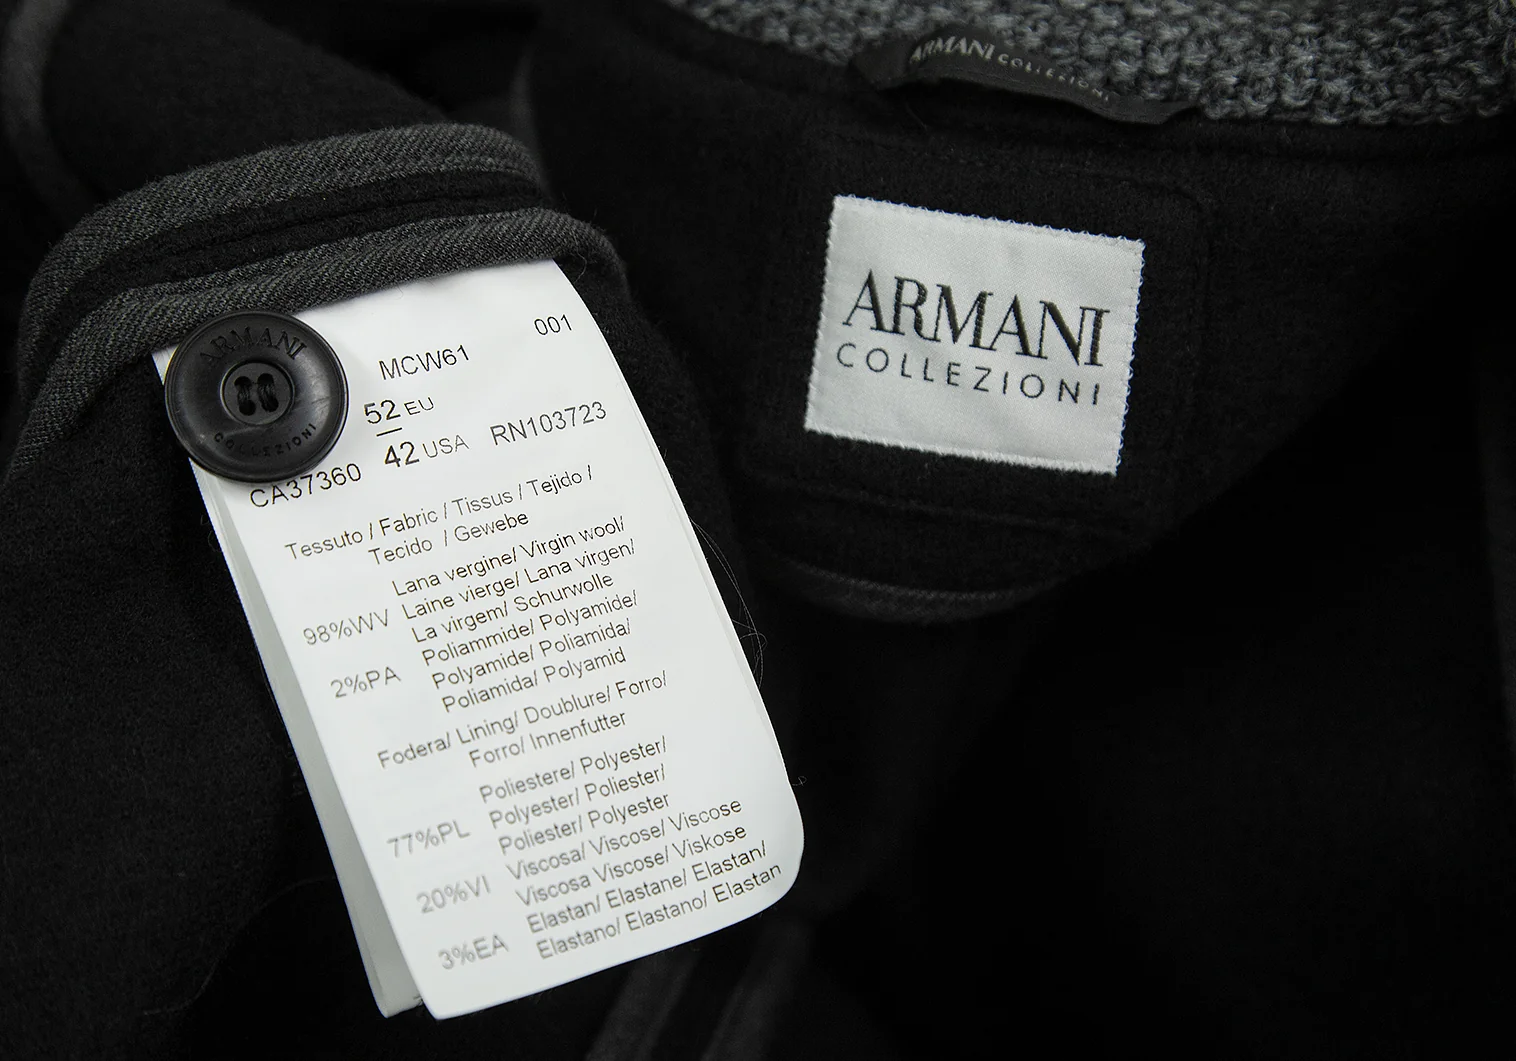 ARMANI COLLEZIONI
ARMANI
COLLEZIONI
ARMANI
COLLEZIONI
001
MCW61
52 EU
42 USA RN103723
CA37360
Tessuto / Fabric / Tissus / Tejido /
Tecido / Gewebe
Lana vergine/ Virgin wool/
98%WV Laine vierge/ Lana virgen/
La virgem/ Schurwolle
Poliammide/ Polyamide/
2%PA Polyamide/ Poliamida/
Poliamida/ Polyamid
Fodera/ Lining/ Doublure/ Forro/
Forro/ Innenfutter
Poliestere/ Polyester/
77%PL Polyester/ Poliester/
Poliester/ Polyester
20%VI Viscosa/ Viscose/ Viscose
Viscosa Viscose/ Viskose
3%EA Elastan/ Elastane/ Elastan/
Elastano/ Elastano/ Elastan